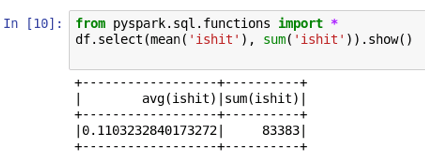 In [10]: from pyspark.sql.functions import *
df.select(mean('ishit'), sum('ishit')).show()
+------------------+----------+
|        avg(ishit)|sum(ishit)|
+------------------+----------+
|0.1103232840173272|     83383|
+------------------+----------+